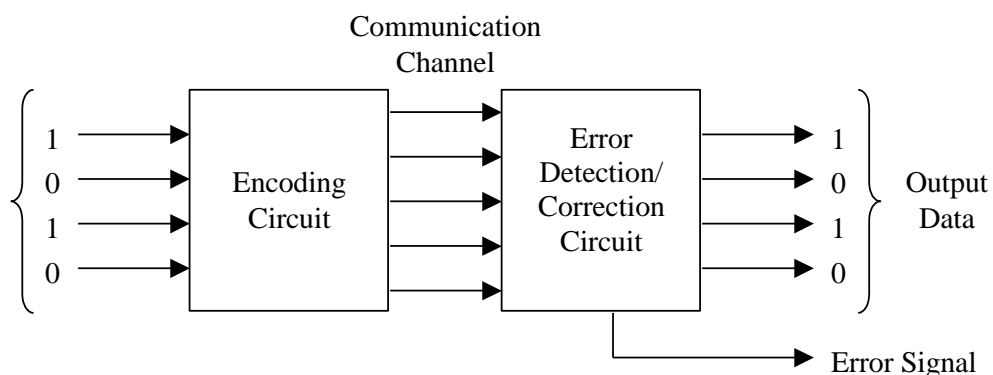 Communication
Channel
1
0
1
0
Encoding
Circuit
Error
Detection/
Correction
Circuit
1
0
1
0
Output
Data
Error Signal